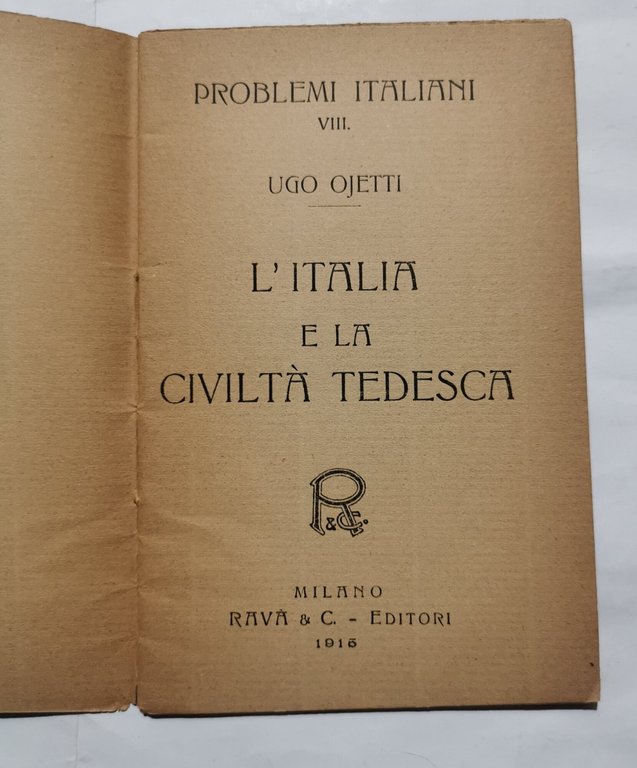 PROBLEMI ITALIANI
VIII.
UGO OJETTI
L'ITALIA
E LA
CIVILTÀ TEDESCA
R & C.
MILANO
RAVÀ & C. - EDITORI
1915